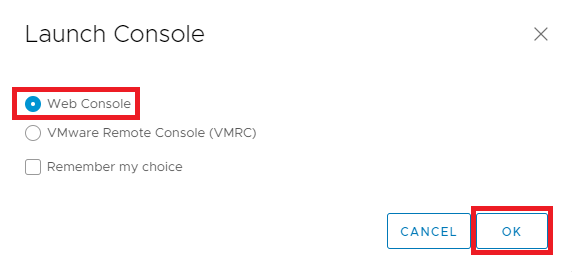 Launch Console
Web Console
VMware Remote Console (VMRC)
Remember my choice
CANCEL OK